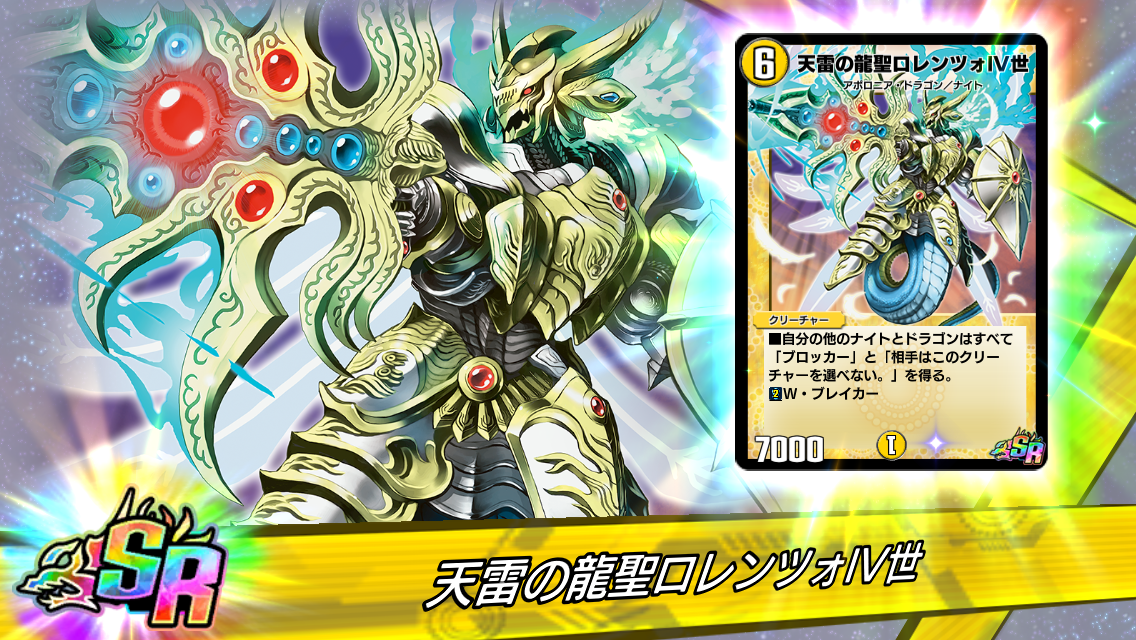 6
天雷の龍聖ロレンツォⅣ世
アポロニア・ドラゴン／ナイト
クリーチャー
■自分の他のナイトとドラゴンはすべて
「ブロッカー」と「相手はこのクリー
チャーを選べない。」を得る。
2 W・ブレイカー
7000
I
SR
SR
天雷の龍聖ロレンツォⅣ世